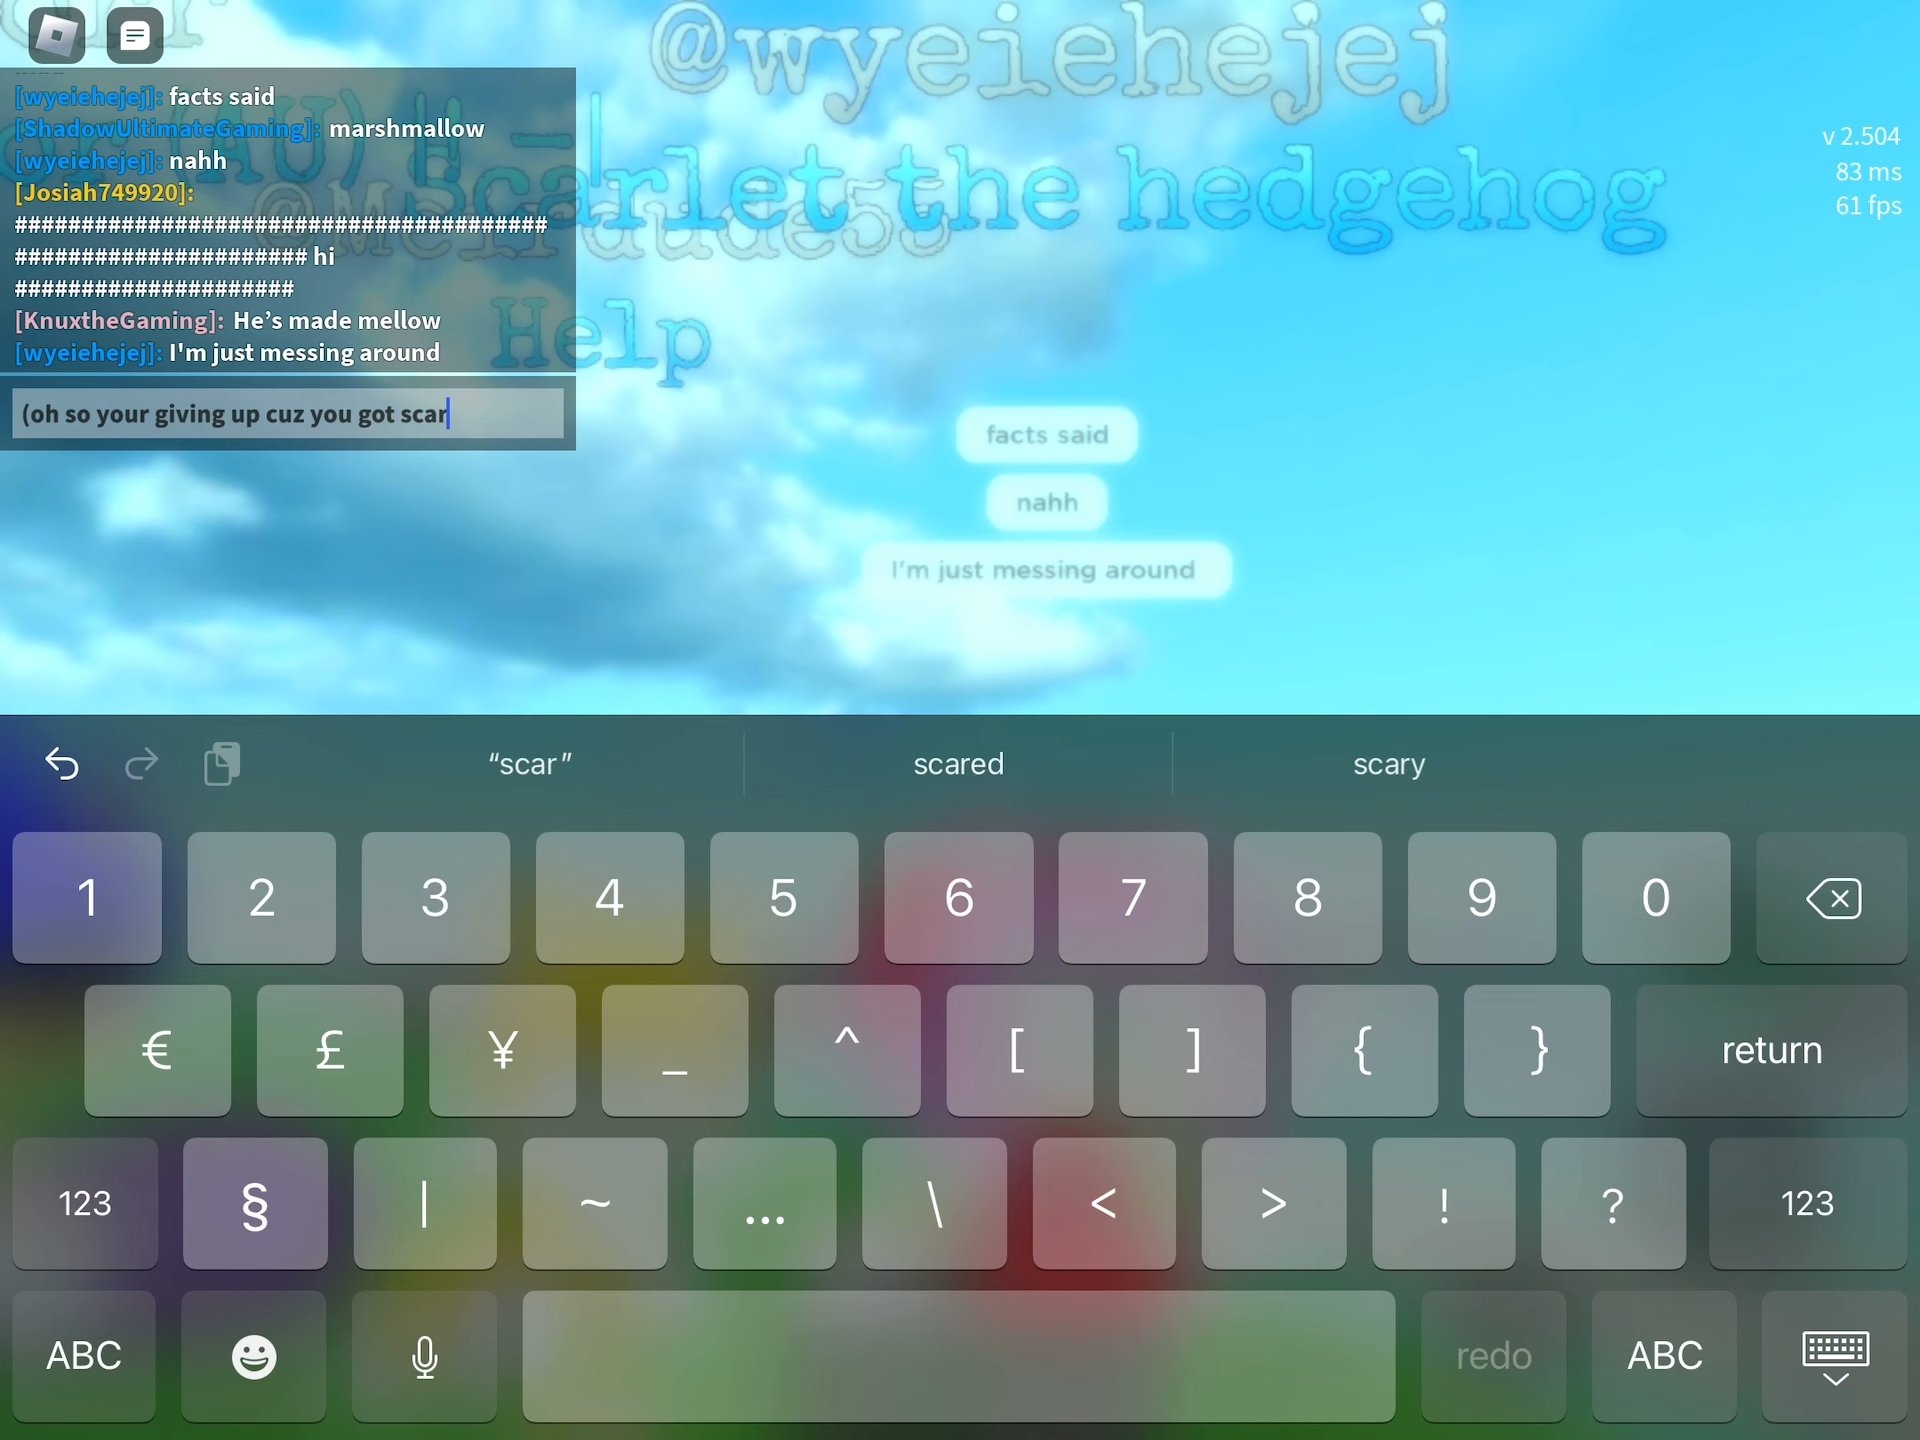 @wyeiehejej
[wyeiehejej]: facts said
[ShadowUltimateGaming]: marshmallow
[wyeiehejej]: nahh
[Josiah749920]:
########################################
###################### hi
#####################
[KnuxtheGaming]: He's made mellow
[wyeiehejej]: I'm just messing around
(oh so your giving up cuz you got scar
or (AU) || _|
Scarlet the hedgehog
Help
v 2.504
83 ms
61 fps
facts said
nahh
I'm just messing around
“scar” scared scary
1 2 3 4 5 6 7 8 9 0
€ £ ¥ _ ^ [ ] { } return
123 § | ~ … \ < > ! ? 123
ABC redo ABC